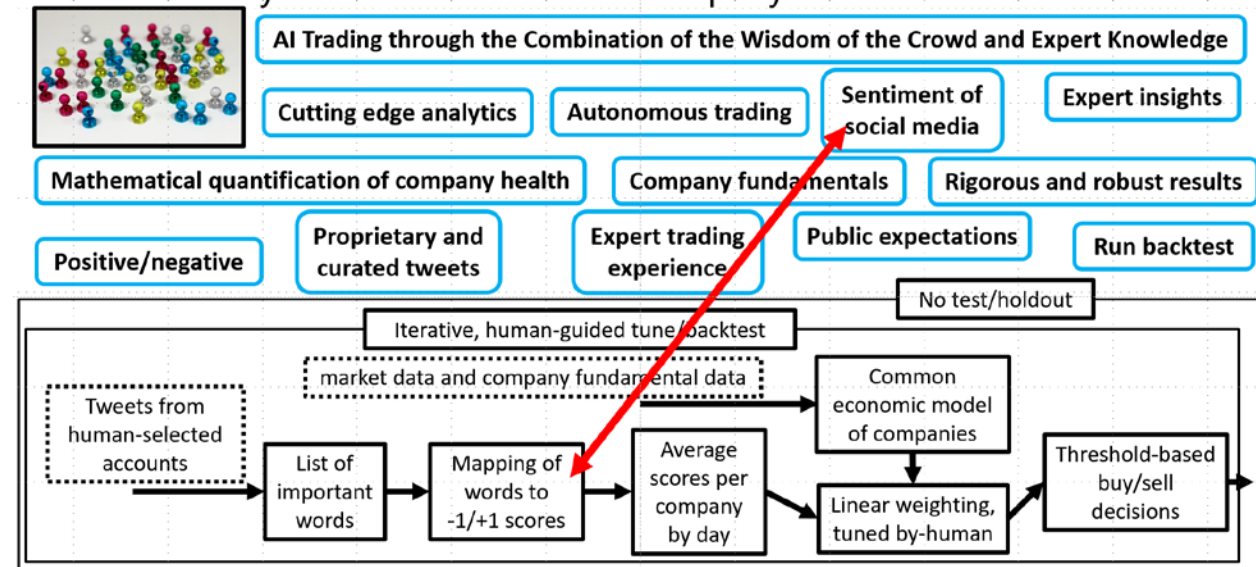 AI Trading through the Combination of the Wisdom of the Crowd and Expert Knowledge
Cutting edge analytics
Autonomous trading
Sentiment of
social media
Expert insights
Mathematical quantification of company health
Company fundamentals
Rigorous and robust results
Positive/negative
Proprietary and
curated tweets
Expert trading
experience
Public expectations
Run backtest
No test/holdout
Iterative, human-guided tune/backtest
market data and company fundamental data
Common
economic model
of companies
Tweets from
human-selected
accounts
List of
important
words
Mapping of
words to
-1/+1 scores
Average
scores per
company
by day
Linear weighting,
tuned by-human
Threshold-based
buy/sell
decisions